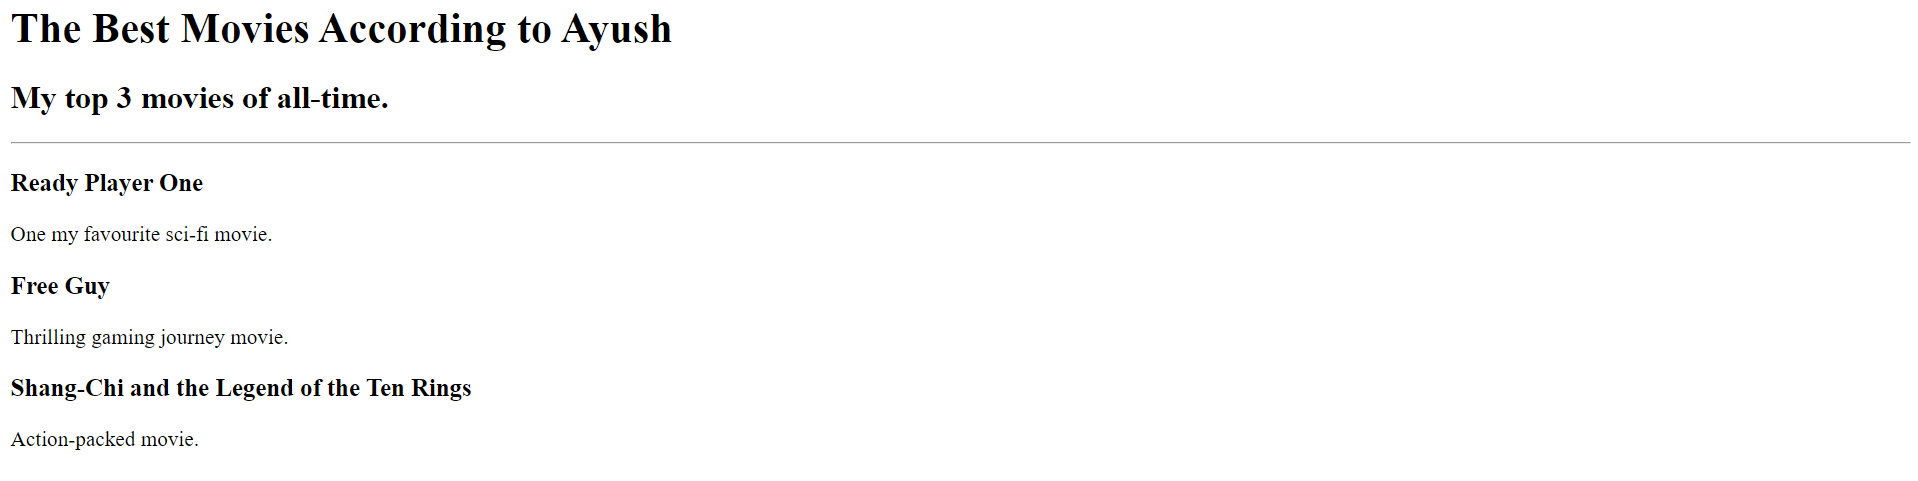 The Best Movies According to Ayush
My top 3 movies of all-time.
Ready Player One
One my favourite sci-fi movie.
Free Guy
Thrilling gaming journey movie.
Shang-Chi and the Legend of the Ten Rings
Action-packed movie.